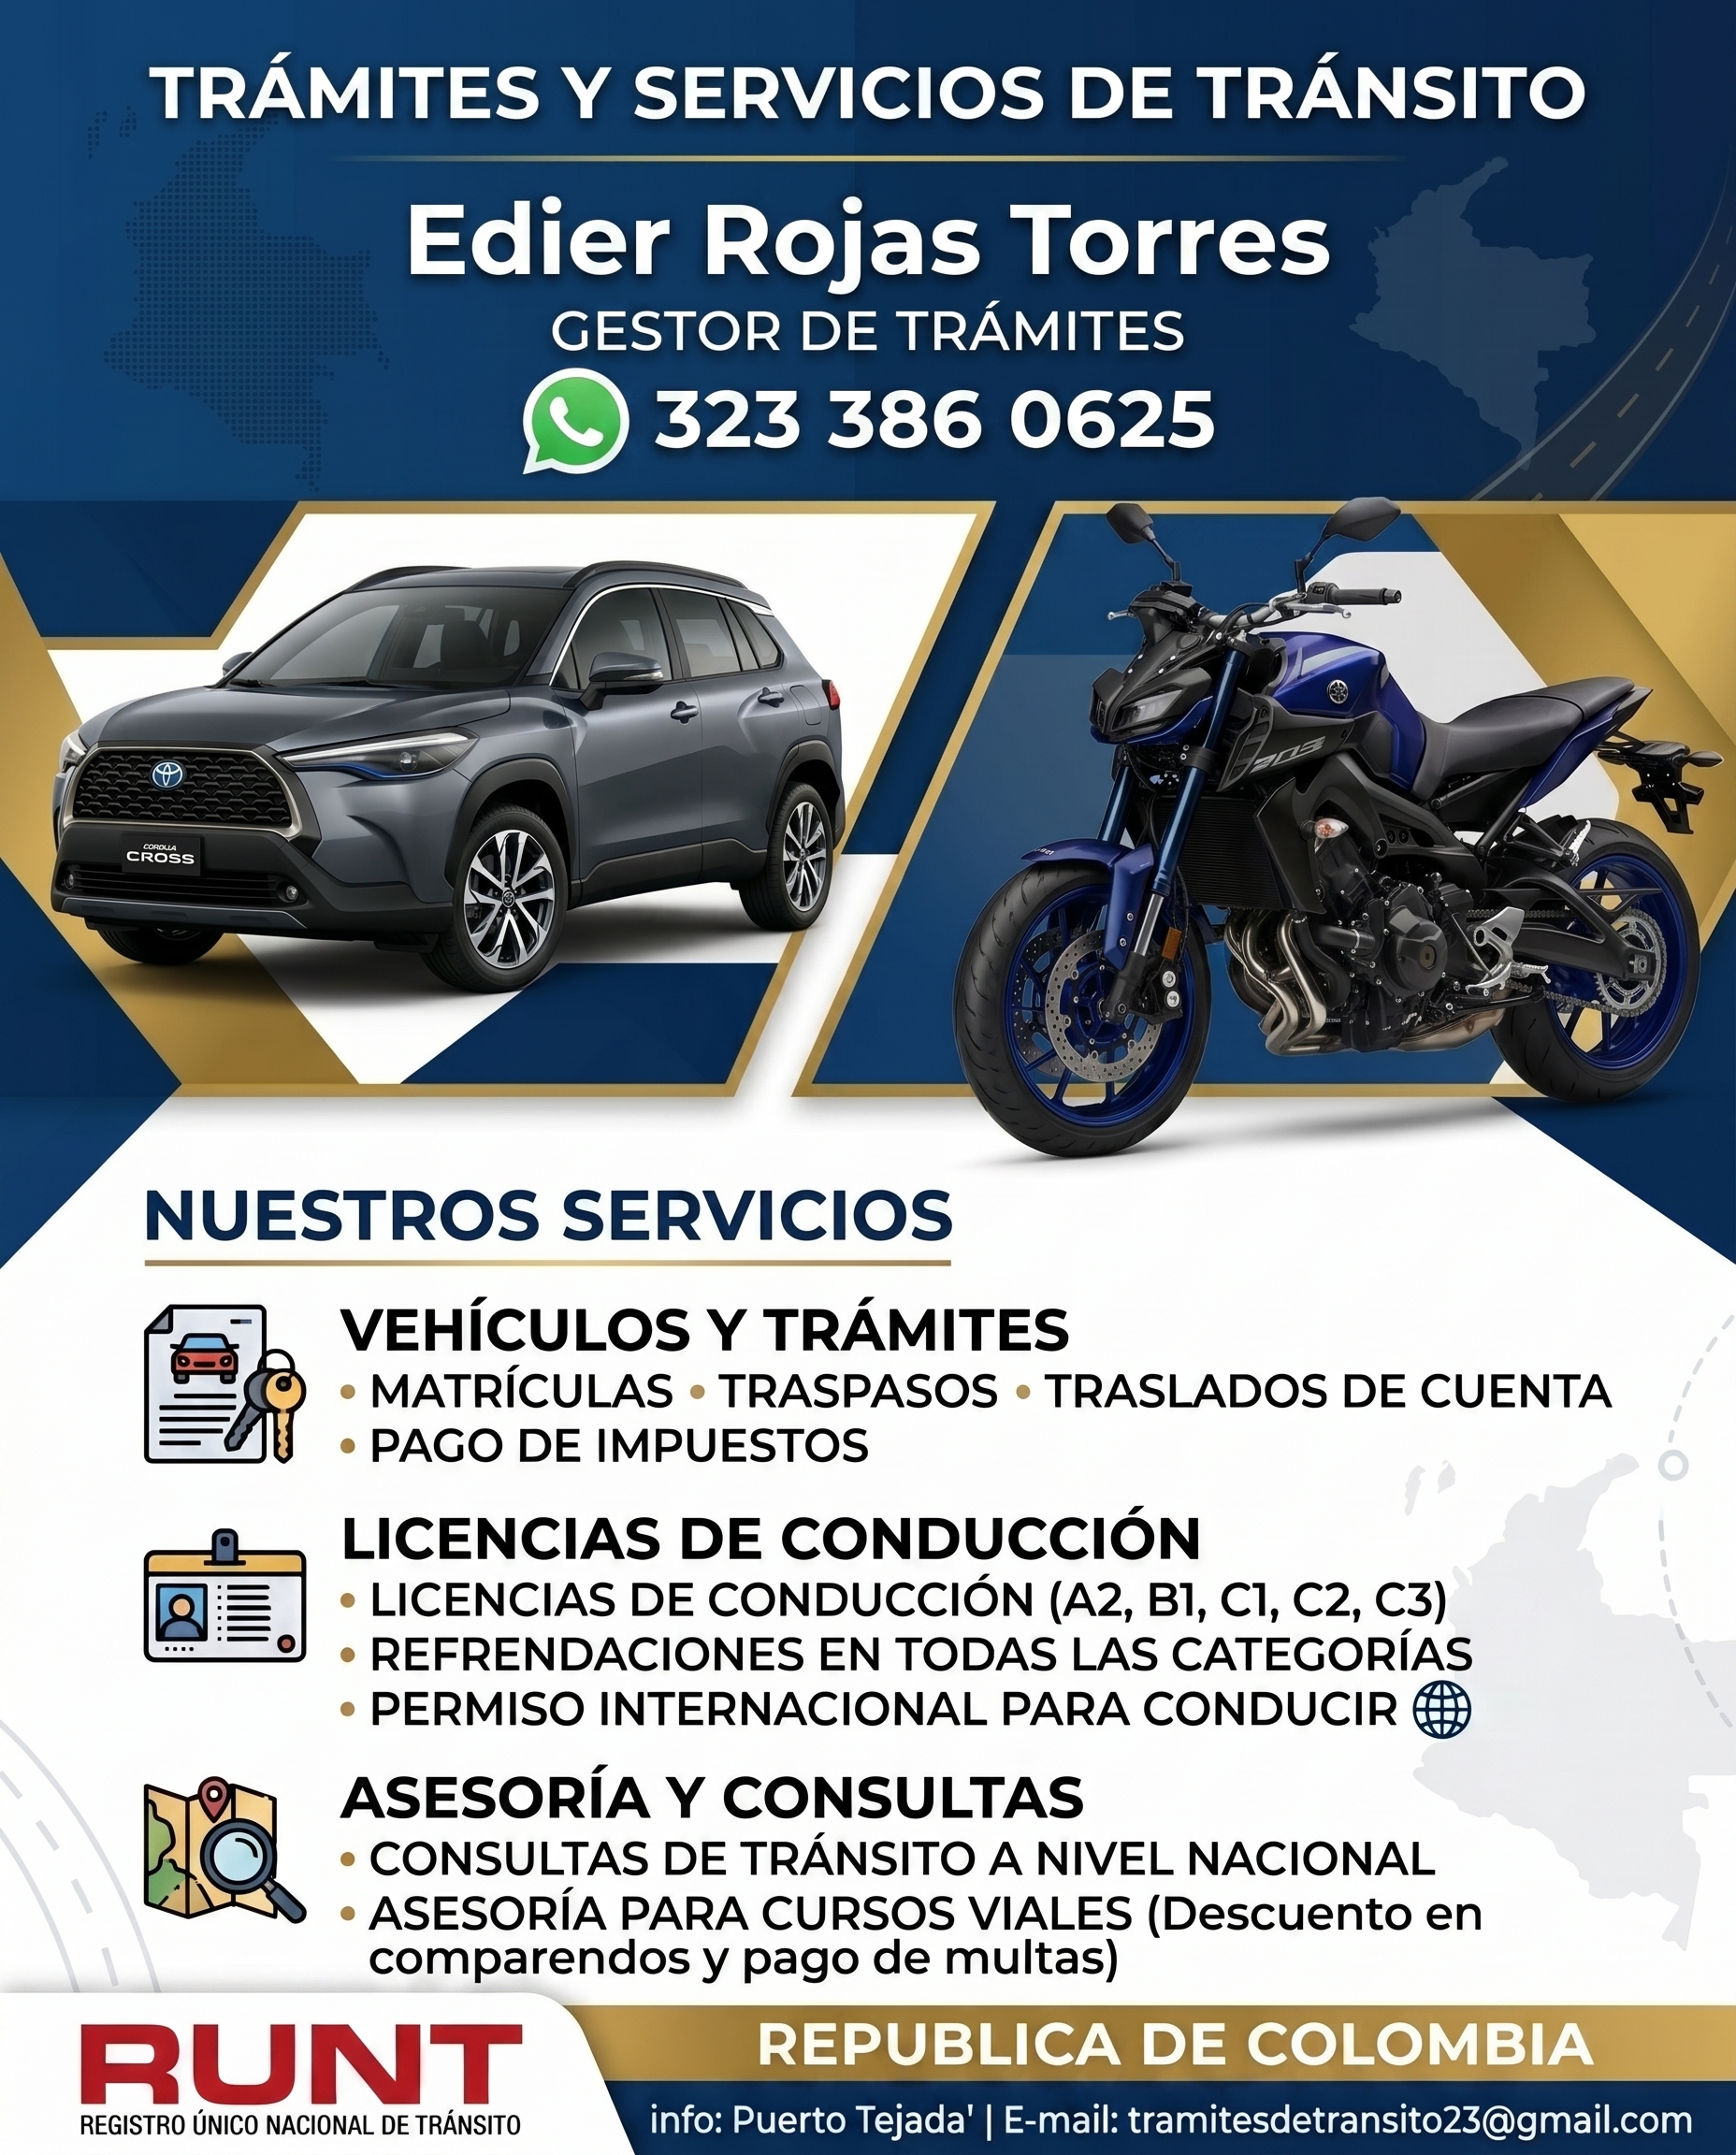 TRÁMITES Y SERVICIOS DE TRÁNSITO
Edier Rojas Torres
GESTOR DE TRÁMITES
323 386 0625
COROLLA
CROSS
NUESTROS SERVICIOS
VEHÍCULOS Y TRÁMITES
• MATRÍCULAS • TRASPASOS • TRASLADOS DE CUENTA
• PAGO DE IMPUESTOS
LICENCIAS DE CONDUCCIÓN
• LICENCIAS DE CONDUCCIÓN (A2, B1, C1, C2, C3)
• REFRENDACIONES EN TODAS LAS CATEGORÍAS
• PERMISO INTERNACIONAL PARA CONDUCIR
ASESORÍA Y CONSULTAS
• CONSULTAS DE TRÁNSITO A NIVEL NACIONAL
• ASESORÍA PARA CURSOS VIALES (Descuento en
comparendos y pago de multas)
RUNT
REGISTRO ÚNICO NACIONAL DE TRÁNSITO
REPUBLICA DE COLOMBIA
info: Puerto Tejada' | E-mail: tramitesdetransito23@gmail.com